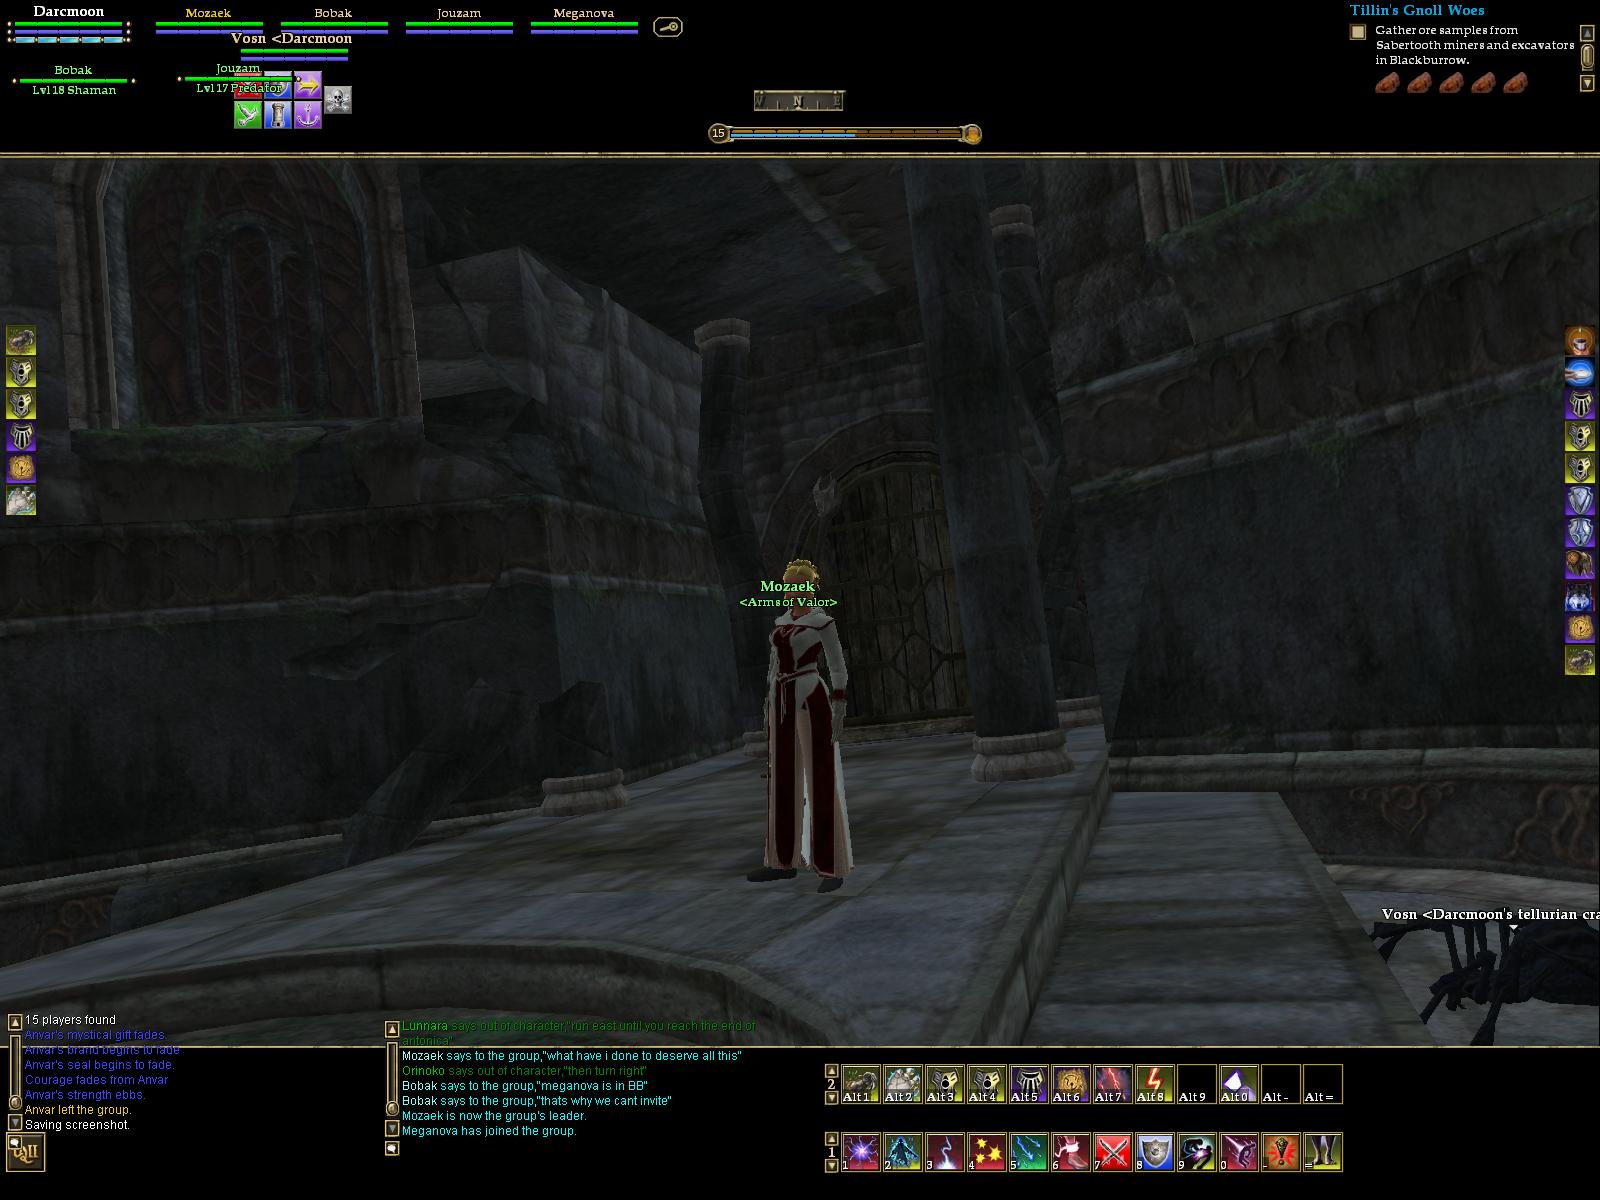 Darcmoon
Mozaek
Bobak
Jouzam
Meganova
Vosn <Darcmoon
Bobak
Lvl 18 Shaman
Jouzam
Lvl 17 Predator
V N E
15
Tillin's Gnoll Woes
Gather ore samples from
Sabertooth miners and excavators
in Blackburrow.
Mozaek
<Arms of Valor>
Vosn <Darcmoon's tellurian cra
15 players found
Anvar's mystical gift fades.
Anvar's brand begins to fade
Anvar's seal begins to fade.
Courage fades from Anvar
Anvar's strength ebbs.
Anvar left the group.
Saving screenshot.
Lunnara says out of character,"run east until you reach the end of
antonica"
Mozaek says to the group,"what have i done to deserve all this"
Orinoko says out of character,"then turn right"
Bobak says to the group,"meganova is in BB"
Bobak says to the group,"thats why we cant invite"
Mozaek is now the group's leader.
Meganova has joined the group.
2
Alt 1 Alt 2 Alt 3 Alt 4 Alt 5 Alt 6 Alt 7 Alt 8 Alt 9 Alt 0 Alt - Alt =
1
1 2 3 4 5 6 7 8 9 0 - =